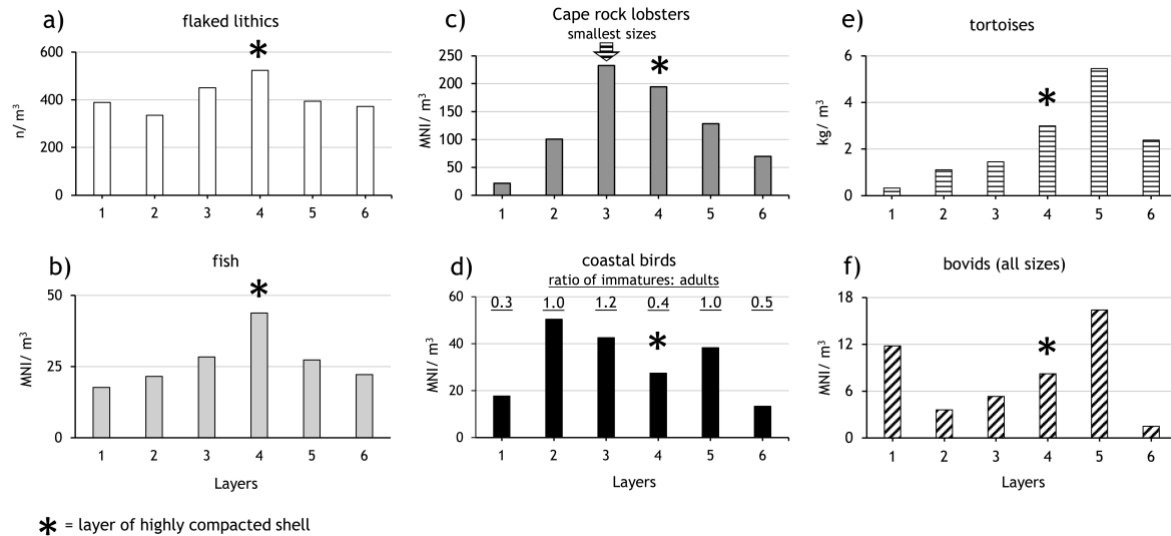 a)
flaked lithics
600
400
200
0
n/ m³
1 2 3 4 5 6
*
b)
fish
50
25
0
MNI/ m³
1 2 3 4 5 6
Layers
*
c)
Cape rock lobsters
smallest sizes
250
200
150
100
50
0
MNI/ m³
1 2 3 4 5 6
*
d)
coastal birds
ratio of immatures: adults
0.3 1.0 1.2 0.4 1.0 0.5
60
40
20
0
MNI/ m³
1 2 3 4 5 6
Layers
*
e)
tortoises
6
4
2
0
kg/ m³
1 2 3 4 5 6
*
f)
bovids (all sizes)
18
12
6
0
MNI/ m³
1 2 3 4 5 6
Layers
*
* = layer of highly compacted shell